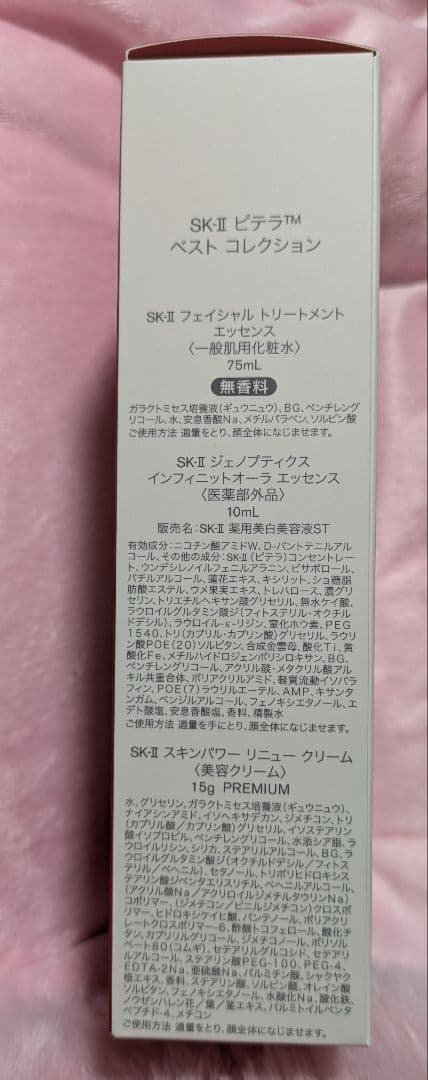 SK-II ピテラ™
ベスト コレクション
SK-II フェイシャル トリートメント
エッセンス
〈一般肌用化粧水〉
75mL
無香料
ガラクトミセス培養液(ギュウニュウ)、BG、ペンチレング
リコール、水、安息香酸Na、メチルパラベン、ソルビン酸
ご使用方法 適量をとり、顔全体になじませます。
SK-II ジェノプティクス
インフィニットオーラ エッセンス
〈医薬部外品〉
10mL
販売名:SK-II 薬用美白美容液ST
有効成分:ニコチン酸アミドW、D-パントテニルアル
コール、その他の成分:SK-II(ピテラ)コンセントレー
ト、ウンデシレノイルフェニルアラニン、ビサボロール、
バチルアルコール、蓮花エキス、キシリット、ショ糖脂
肪酸エステル、ウメ果実エキス、トレハロース、濃グリ
セリン、トリエチルヘキサン酸グリセリル、無水ケイ酸、
ラウロイルグルタミン酸ジ(フィトステリル・オクチル
ドデシル)、ラウロイル-ε-リジン、窒化ホウ素、PEG
1540、トリ(カプリル・カプリン酸)グリセリル、ラウリ
ン酸POE(20)ソルビタン、合成金雲母、酸化Ti、黄
酸化Fe、メチルハイドロジェンポリシロキサン、BG、
ペンチレングリコール、アクリル酸・メタクリル酸アル
キル共重合体、ポリアクリルアミド、軽質流動イソパラ
フィン、POE(7)ラウリルエーテル、AMP、キサンタ
ンガム、ベンジルアルコール、フェノキシエタノール、エ
デト酸塩、安息香酸塩、香料、精製水
ご使用方法 適量を手にとり、顔全体になじませます。
SK-II スキンパワー リニュー クリーム
〈美容クリーム〉
15g PREMIUM
水、グリセリン、ガラクトミセス培養液(ギュウニュウ)、
ナイアシンアミド、イソヘキサデカン、ジメチコン、トリ
(カプリル酸/カプリン酸)グリセリル、イソステアリン
酸イソプロピル、ペンチレングリコール、水添シア脂、ラ
ウロイルリシン、シリカ、ステアリルアルコール、BG、ラ
ウロイルグルタミン酸ジ(オクチルドデシル/フィトス
テリル/ベヘニル)、セタノール、トリポリヒドロキシス
テアリン酸ジペンタエリスリチル、ベヘニルアルコール、
(アクリル酸Na/アクリロイルジメチルタウリンNa)
コポリマー、(ジメチコン/ビニルジメチコン)クロスポ
リマー、ヒドロキシケイヒ酸、パンテノール、ポリアクリ
レートクロスポリマー-6、酢酸トコフェロール、酸化チ
タン、カプリリルグリコール、ジメチコノール、ポリソル
ベート80(コムギ)、セテアリルグルコシド、セテアリ
ルアルコール、ステアリン酸PEG-100、PEG-4、
EDTA-2Na、亜硫酸Na、パルミチン酸、シャクヤク
根エキス、香料、ステアリン酸、ソルビン酸、オレイン酸
ソルビタン、フェノキシエタノール、水酸化Na、酸化鉄、
ノウゼンハレン花/葉/茎エキス、パルミトイルペンタ
ペプチド-4、メチコン
ご使用方法 適量をとり、顔全体になじませます。